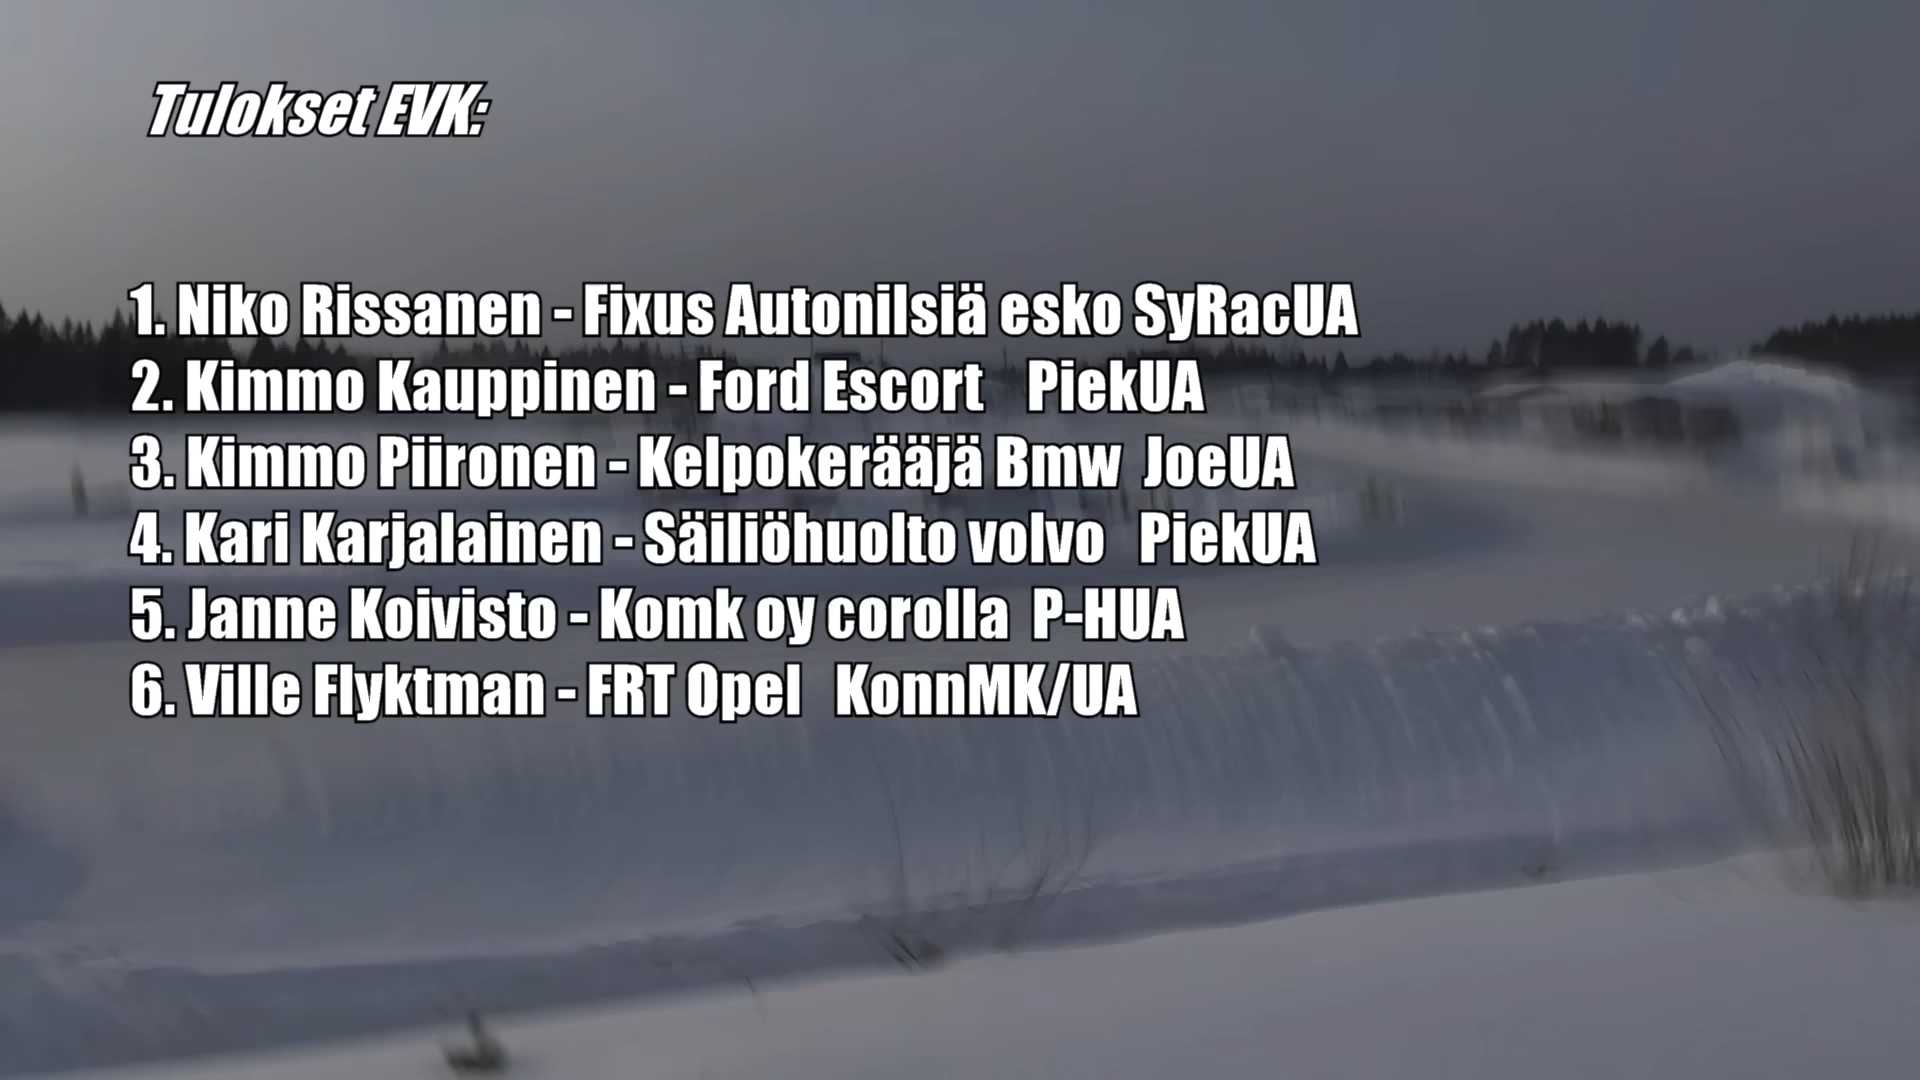 Tulokset EVK:
1. Niko Rissanen - Fixus Autonilsiä esko SyRacUA
2. Kimmo Kauppinen - Ford Escort PiekUA
3. Kimmo Piironen - Kelpokerääjä Bmw JoeUA
4. Kari Karjalainen - Säiliöhuolto volvo PiekUA
5. Janne Koivisto - Komk oy corolla P-HUA
6. Ville Flyktman - FRT Opel KonnMK/UA